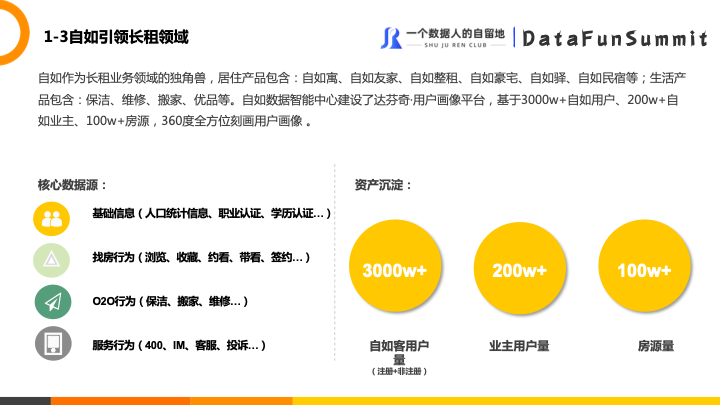 1-3自如引领长租领域
一个数据人的自留地
SHU JU REN CLUB
DataFunSummit
自如作为长租业务领域的独角兽，居住产品包含：自如寓、自如友家、自如整租、自如豪宅、自如驿、自如民宿等；生活产
品包含：保洁、维修、搬家、优品等。自如数据智能中心建设了达芬奇·用户画像平台，基于3000w+自如用户、200w+自
如业主、100w+房源，360度全方位刻画用户画像 。
核心数据源：
基础信息（人口统计信息、职业认证、学历认证...）
找房行为（浏览、收藏、约看、带看、签约...）
O2O行为（保洁、搬家、维修...）
服务行为（400、IM、客服、投诉...）
资产沉淀：
3000w+
200w+
100w+
自如客用户
量
（注册+非注册）
业主用户量
房源量